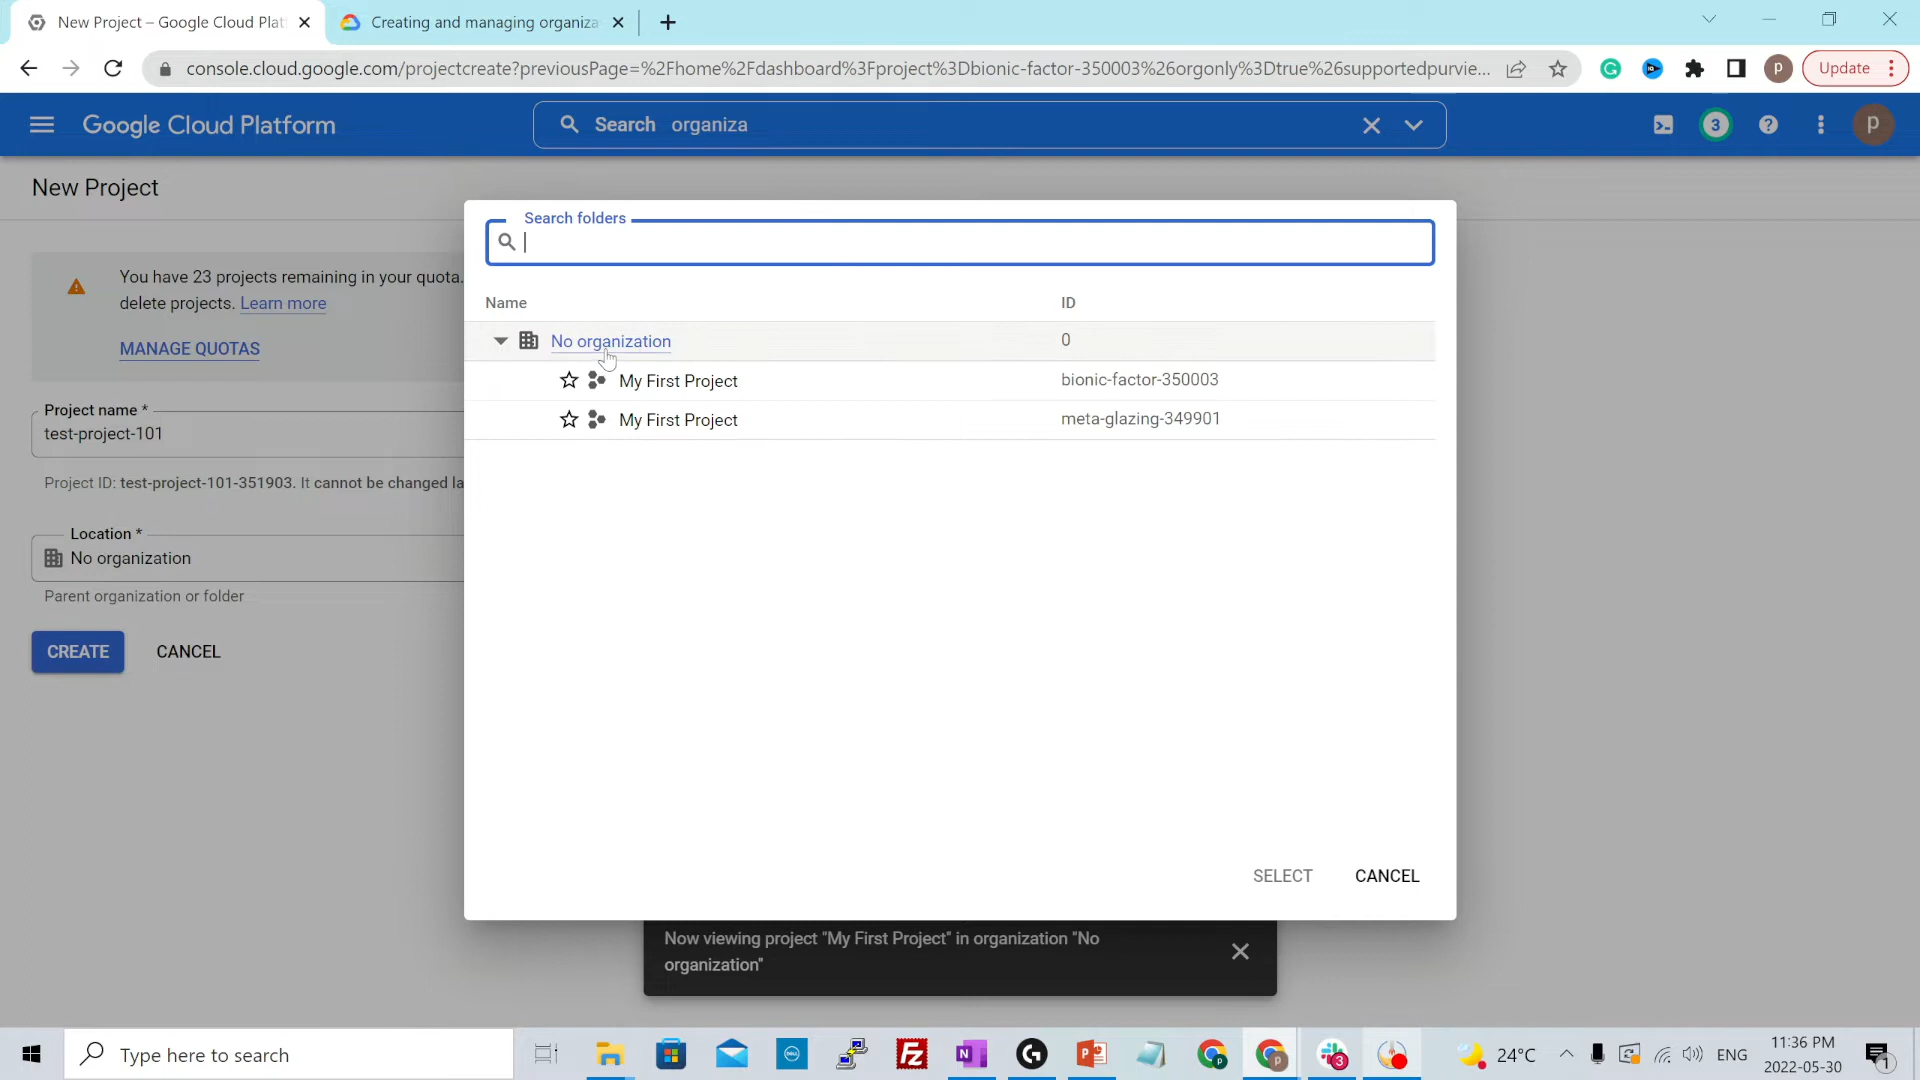 New Project – Google Cloud Plat
Creating and managing organiza
console.cloud.google.com/projectcreate?previousPage=%2Fhome%2Fdashboard%3Fproject%3Dbionic-factor-350003%26orgonly%3Dtrue%26supportedpurvie...
P
Update
Google Cloud Platform
Search organiza
3
P
New Project
You have 23 projects remaining in your quota.
delete projects. Learn more
MANAGE QUOTAS
Project name *
test-project-101
Project ID: test-project-101-351903. It cannot be changed la
Location *
No organization
Parent organization or folder
CREATE CANCEL
Search folders
Name ID
No organization 0
My First Project bionic-factor-350003
My First Project meta-glazing-349901
SELECT CANCEL
Now viewing project "My First Project" in organization "No
organization"
Type here to search
24°C
ENG
11:36 PM
2022-05-30
1